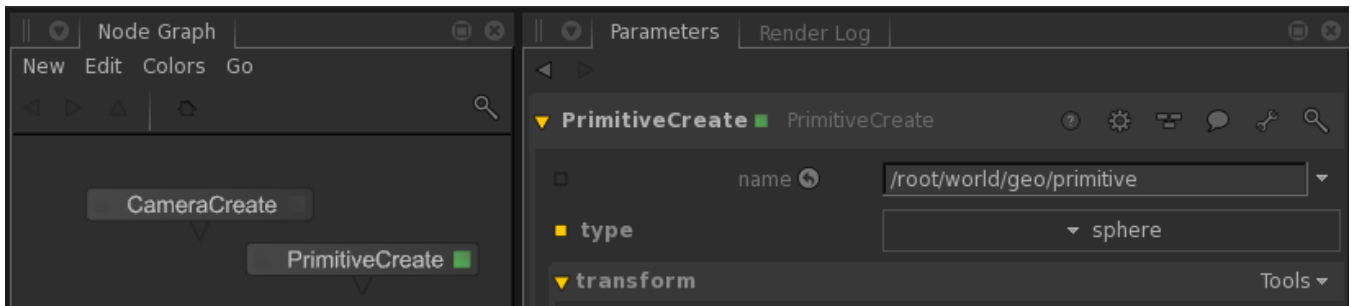 Node Graph
New Edit Colors Go
CameraCreate
PrimitiveCreate
Parameters Render Log
PrimitiveCreate PrimitiveCreate
name /root/world/geo/primitive
type sphere
transform Tools